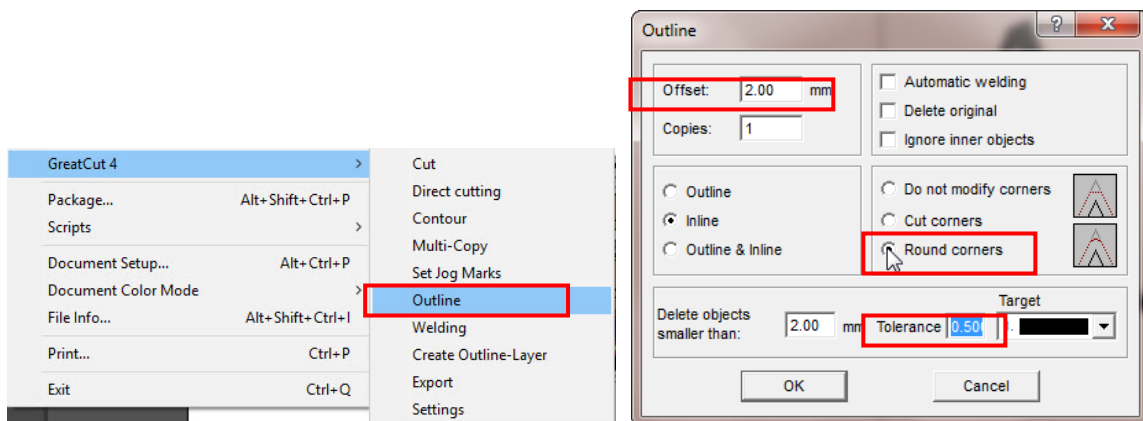 GreatCut 4 >
Package... Alt+Shift+Ctrl+P
Scripts >
Document Setup... Alt+Ctrl+P
Document Color Mode >
File Info... Alt+Shift+Ctrl+I
Print... Ctrl+P
Exit Ctrl+Q
Cut
Direct cutting
Contour
Multi-Copy
Set Jog Marks
Outline
Welding
Create Outline-Layer
Export
Settings
Outline
Offset: 2.00 mm
Copies: 1
Automatic welding
Delete original
Ignore inner objects
Outline
Inline
Outline & Inline
Do not modify corners
Cut corners
Round corners
Delete objects
smaller than: 2.00 mm
Tolerance
Target
OK Cancel